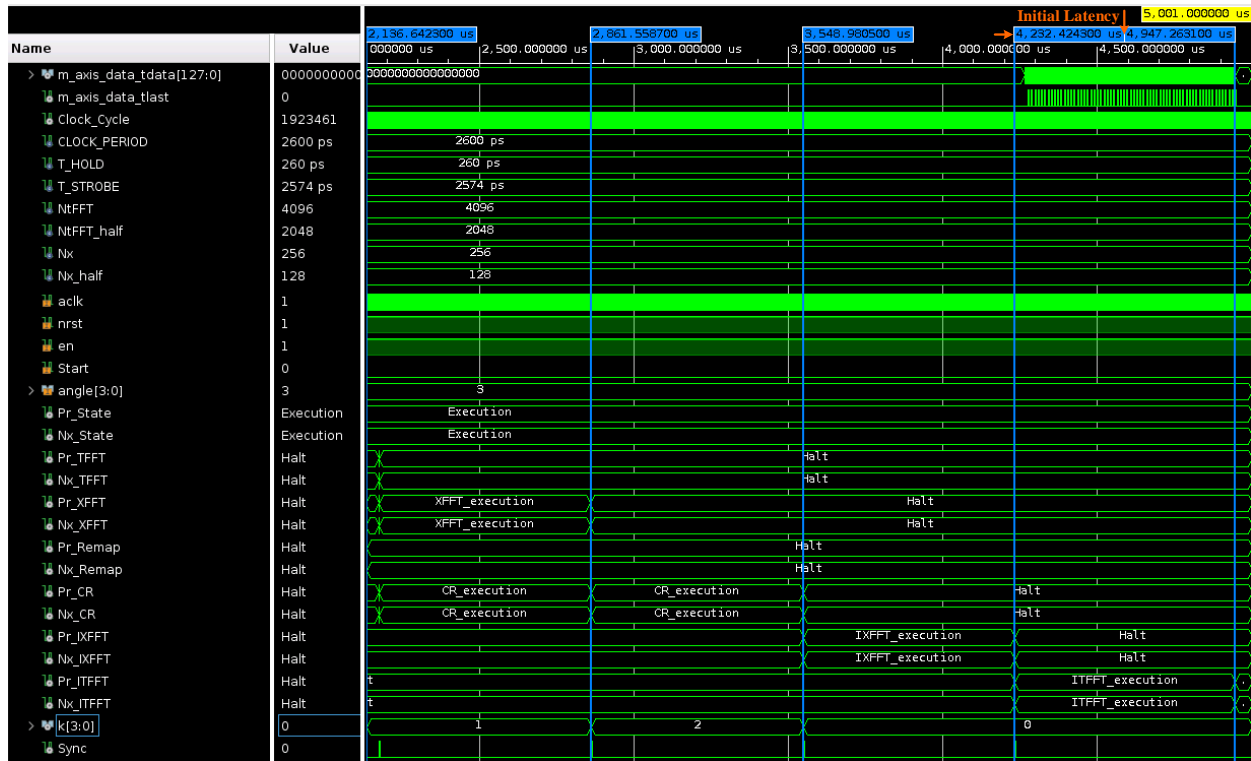 Initial Latency 5,001.000000 us
2,136.642300 us 2,861.558700 us 3,548.980500 us 4,232.424300 us 4,947.263100 us
Name Value 000000 us 2,500.000000 us 3,000.000000 us 3,500.000000 us 4,000.000000 us 4,500.000000 us
m_axis_data_tdata[127:0] 0000000000 0000000000000000
m_axis_data_tlast 0
Clock_Cycle 1923461
CLOCK_PERIOD 2600 ps 2600 ps
T_HOLD 260 ps 260 ps
T_STROBE 2574 ps 2574 ps
NtFFT 4096 4096
NtFFT_half 2048 2048
Nx 256 256
Nx_half 128 128
aclk 1
nrst 1
en 1
Start 0
angle[3:0] 3 3
Pr_State Execution Execution
Nx_State Execution Execution
Pr_TFFT Halt Halt
Nx_TFFT Halt Halt
Pr_XFFT Halt XFFT_execution Halt
Nx_XFFT Halt XFFT_execution Halt
Pr_Remap Halt Halt
Nx_Remap Halt Halt
Pr_CR Halt CR_execution CR_execution Halt
Nx_CR Halt CR_execution CR_execution Halt
Pr_IXFFT Halt IXFFT_execution Halt
Nx_IXFFT Halt IXFFT_execution Halt
Pr_ITFFT Halt t ITFFT_execution .
Nx_ITFFT Halt t ITFFT_execution .
k[3:0] 0 1 2 0
Sync 0